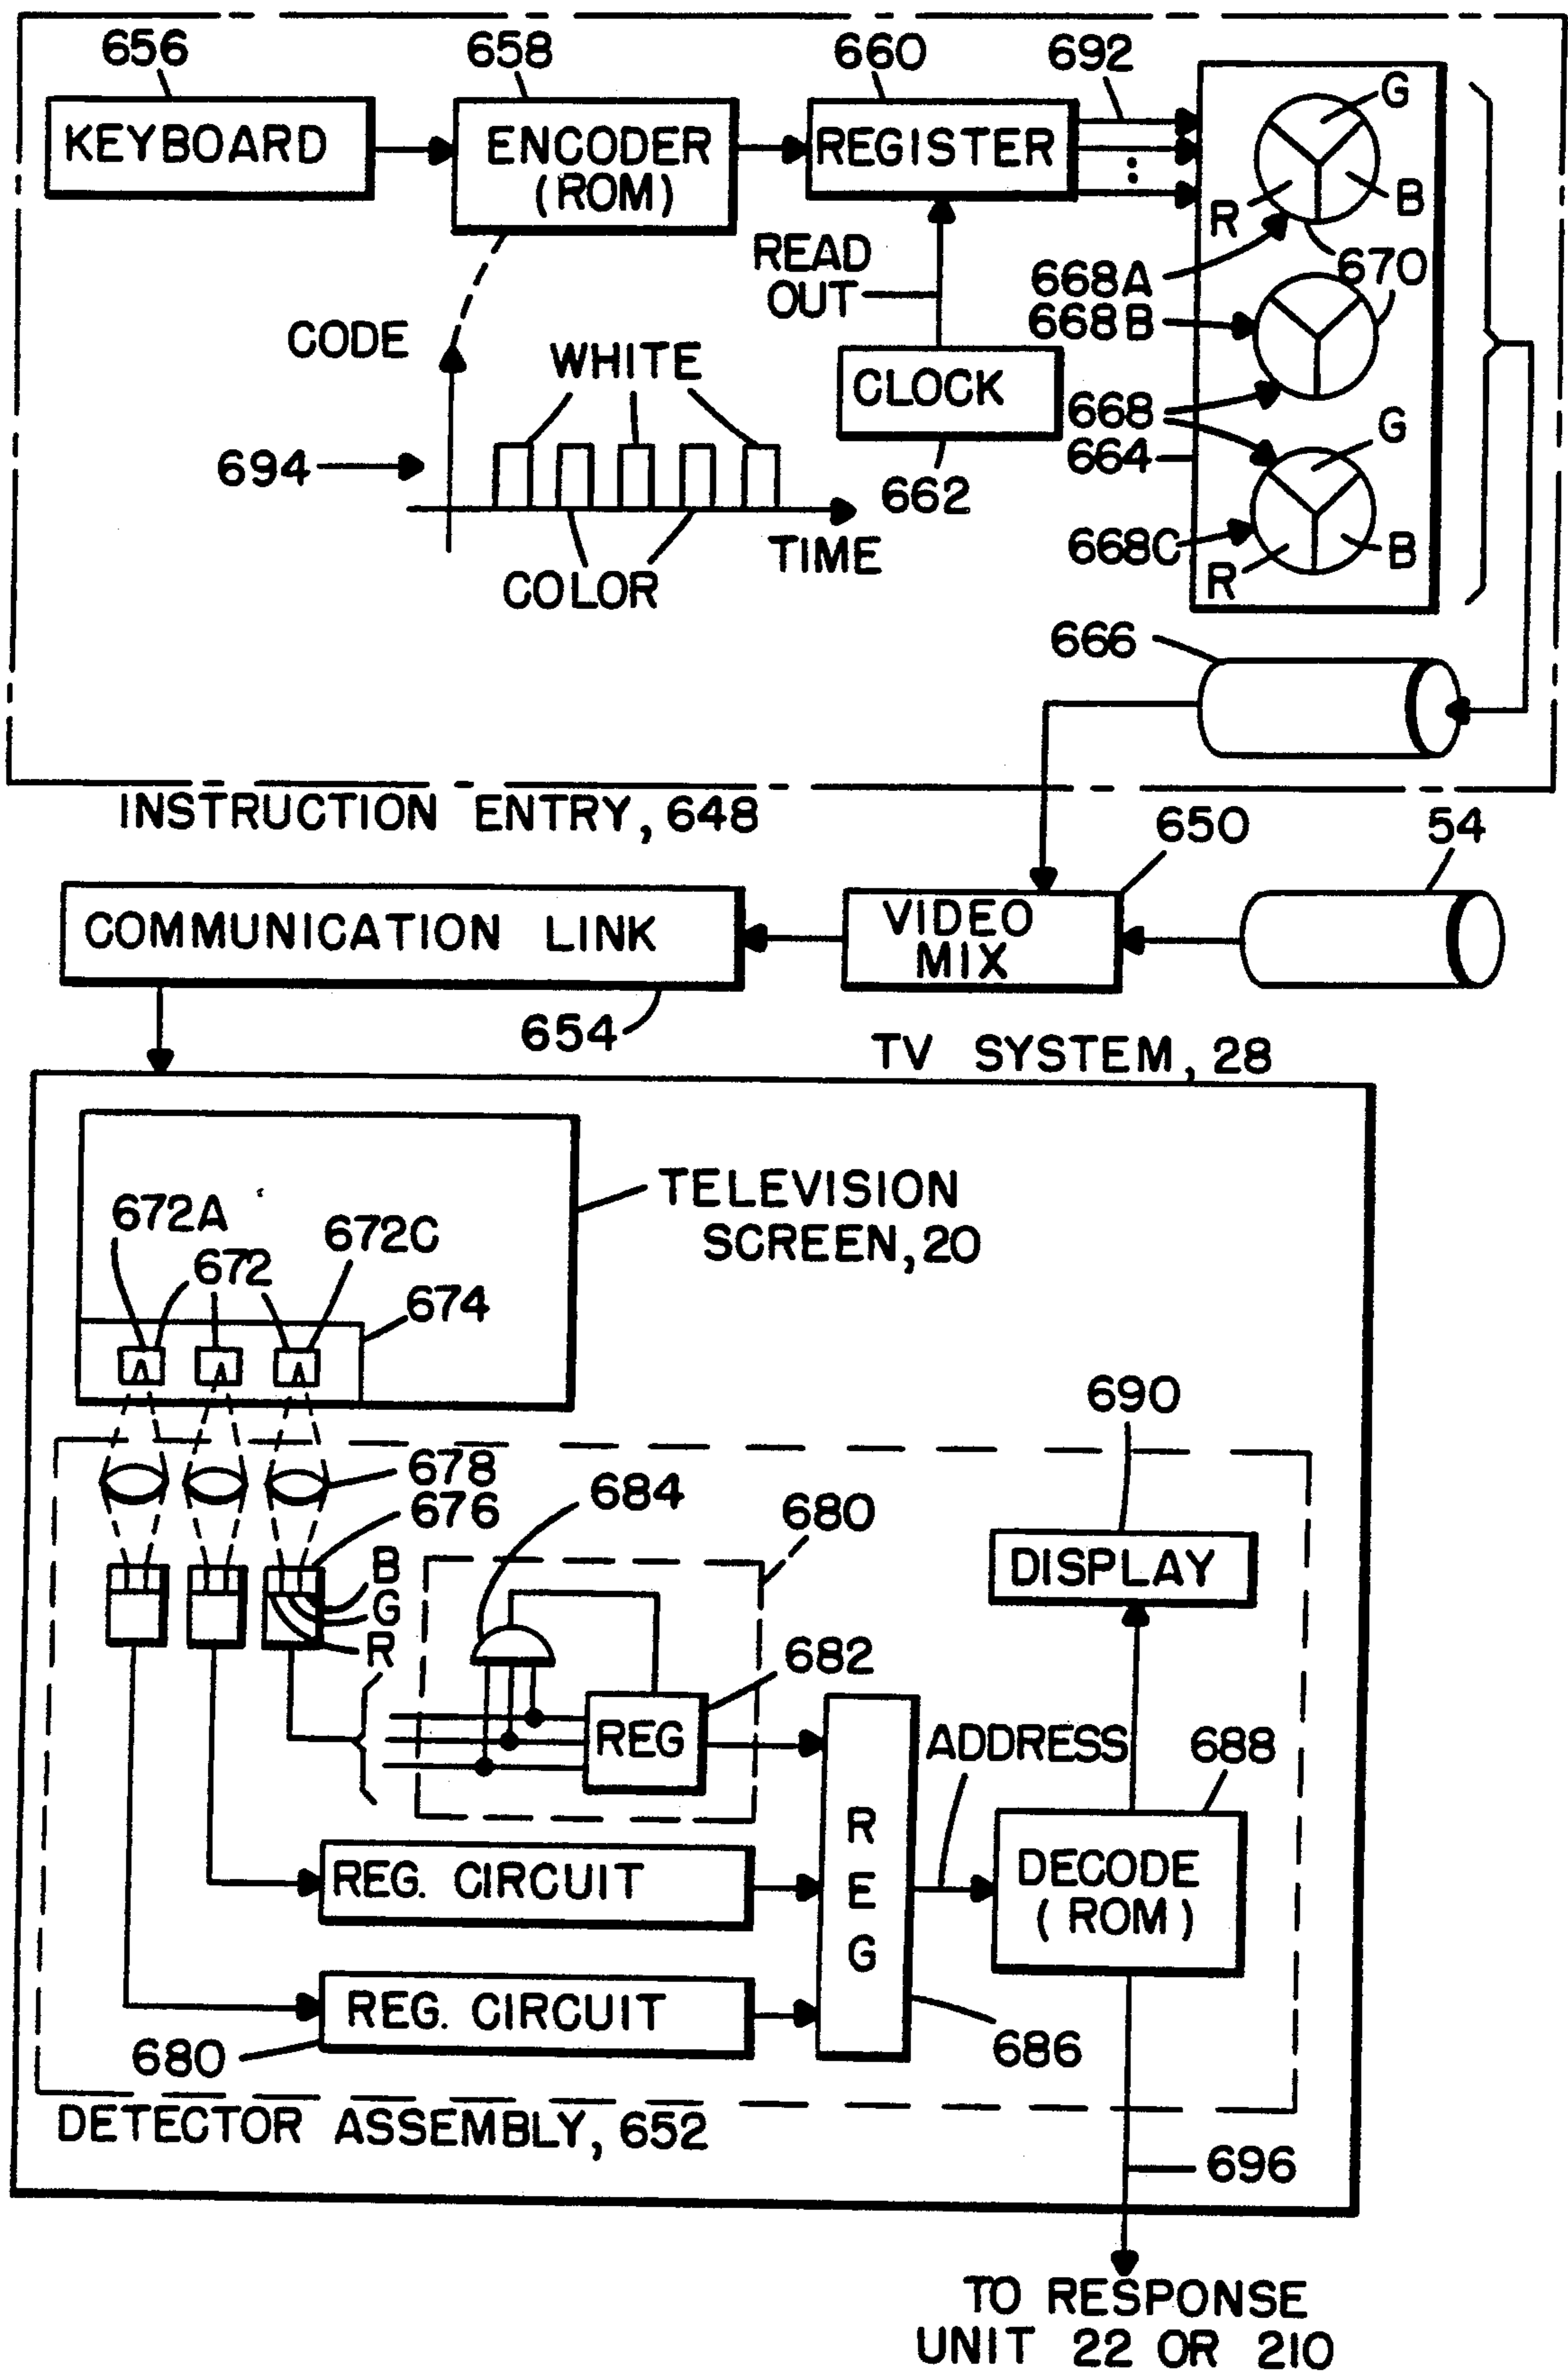 656
658
660
692
KEYBOARD
ENCODER
(ROM)
REGISTER
G
R
B
READ
OUT
668A
670
668B
CODE
WHITE
CLOCK
668
G
664
694
662
668C
B
TIME
R
COLOR
666
INSTRUCTION ENTRY, 648
650
54
COMMUNICATION LINK
VIDEO
MIX
654
TV SYSTEM, 28
TELEVISION
SCREEN, 20
672A
672C
672
674
690
678
684
676
680
B
G
R
DISPLAY
682
REG
ADDRESS
688
REG
REG. CIRCUIT
DECODE
(ROM)
REG. CIRCUIT
680
686
DETECTOR ASSEMBLY, 652
696
TO RESPONSE
UNIT 22 OR 210